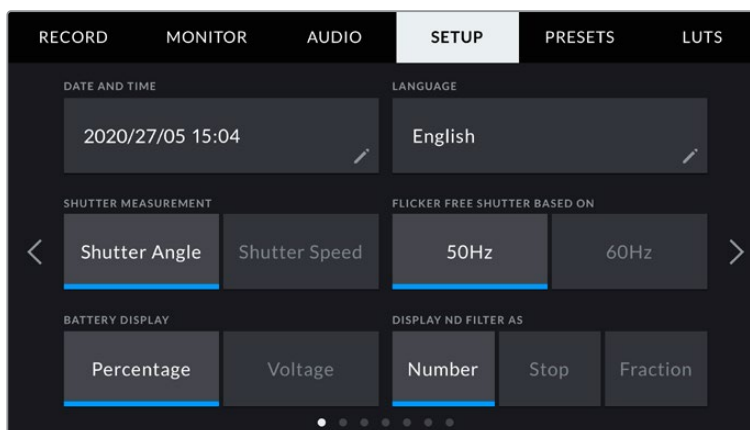 RECORD MONITOR AUDIO SETUP PRESETS LUTS
DATE AND TIME LANGUAGE
2020/27/05 15:04 English
SHUTTER MEASUREMENT FLICKER FREE SHUTTER BASED ON
Shutter Angle Shutter Speed 50Hz 60Hz
BATTERY DISPLAY DISPLAY ND FILTER AS
Percentage Voltage Number Stop Fraction